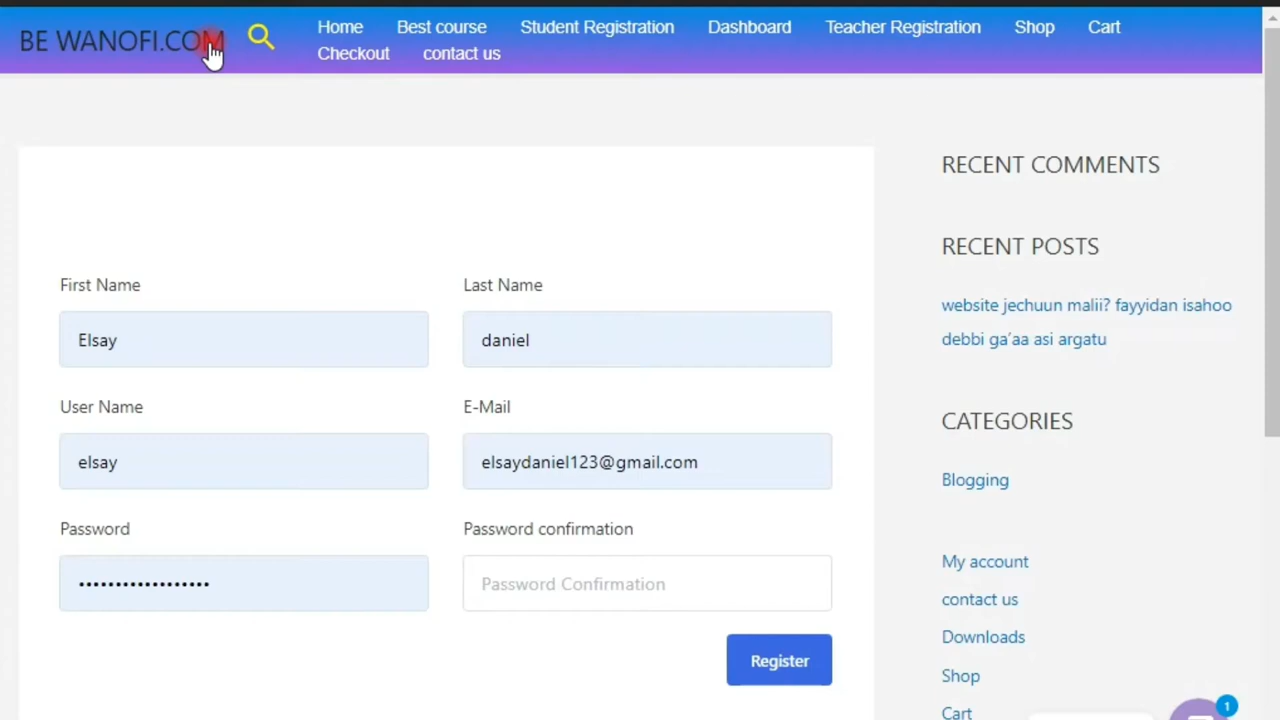 BE WANOFI.COM
Home Best course Student Registration Dashboard Teacher Registration Shop Cart
Checkout contact us
First Name Last Name
Elsay daniel
User Name E-Mail
elsay elsaydaniel123@gmail.com
Password Password confirmation
•••••••••••••••••• Password Confirmation
Register
RECENT COMMENTS
RECENT POSTS
website jechuun malii? fayyidan isahoo
debbi ga’aa asi argatu
CATEGORIES
Blogging
My account
contact us
Downloads
Shop
Cart
1